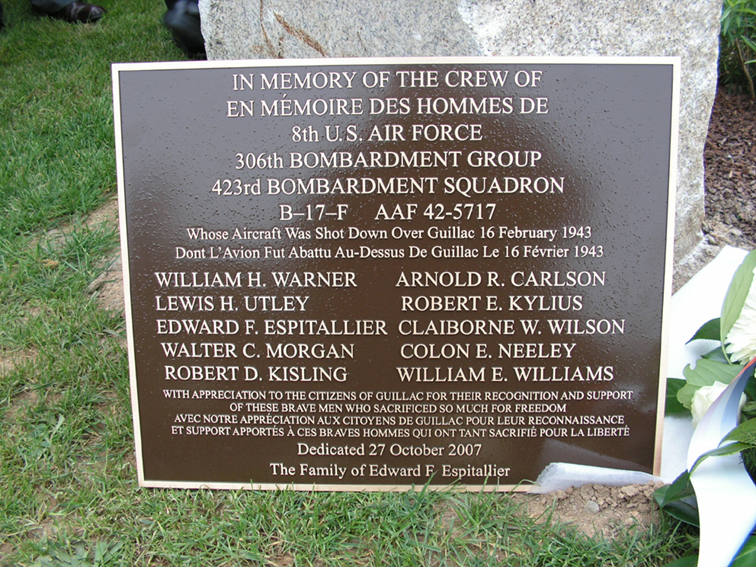 IN MEMORY OF THE CREW OF
EN MÉMOIRE DES HOMMES DE
8th U.S. AIR FORCE
306th BOMBARDMENT GROUP
423rd BOMBARDMENT SQUADRON
B–17–F AAF 42-5717
Whose Aircraft Was Shot Down Over Guillac 16 February 1943
Dont L'Avion Fut Abattu Au-Dessus De Guillac Le 16 Février 1943
WILLIAM H. WARNER ARNOLD R. CARLSON
LEWIS H. UTLEY ROBERT E. KYLIUS
EDWARD F. ESPITALLIER CLAIBORNE W. WILSON
WALTER C. MORGAN COLON E. NEELEY
ROBERT D. KISLING WILLIAM E. WILLIAMS
WITH APPRECIATION TO THE CITIZENS OF GUILLAC FOR THEIR RECOGNITION AND SUPPORT
OF THESE BRAVE MEN WHO SACRIFICED SO MUCH FOR FREEDOM
AVEC NOTRE APPRÉCIATION AUX CITOYENS DE GUILLAC POUR LEUR RECONNAISSANCE
ET SUPPORT APPORTÉS À CES BRAVES HOMMES QUI ONT TANT SACRIFIÉ POUR LA LIBERTÉ
Dedicated 27 October 2007
The Family of Edward F. Espitallier